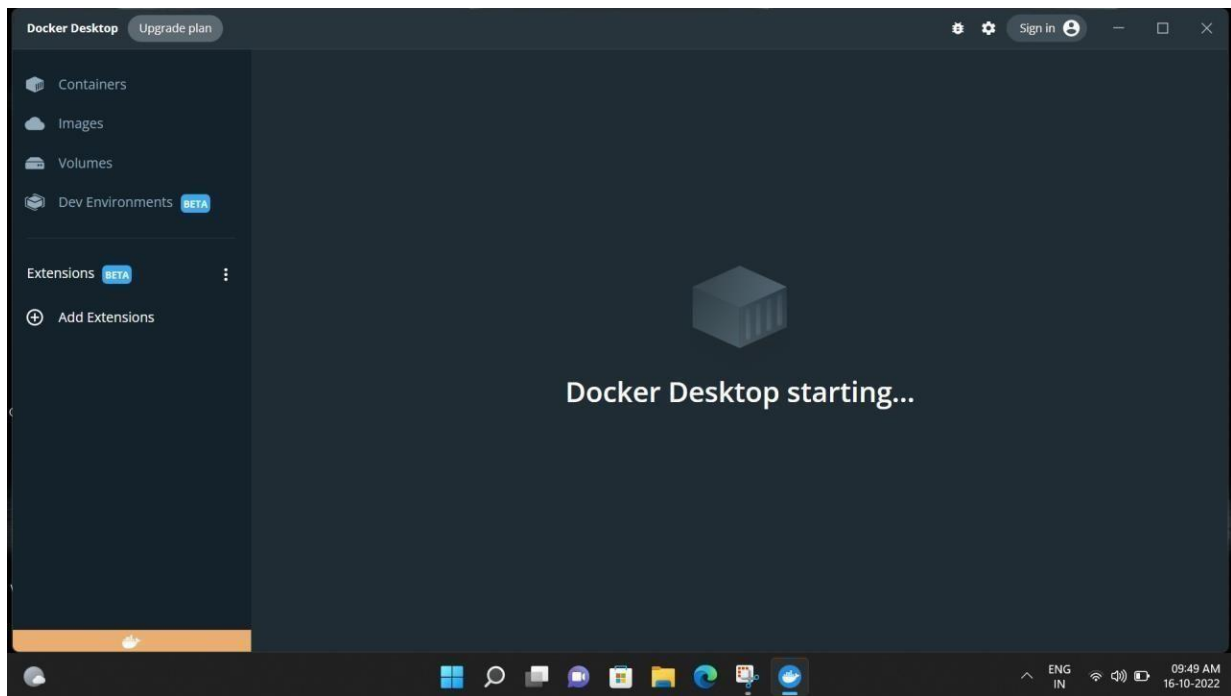 Docker Desktop Upgrade plan Sign in
Containers
Images
Volumes
Dev Environments BETA
Extensions BETA
Add Extensions
Docker Desktop starting...
ENG
IN
09:49 AM
16-10-2022